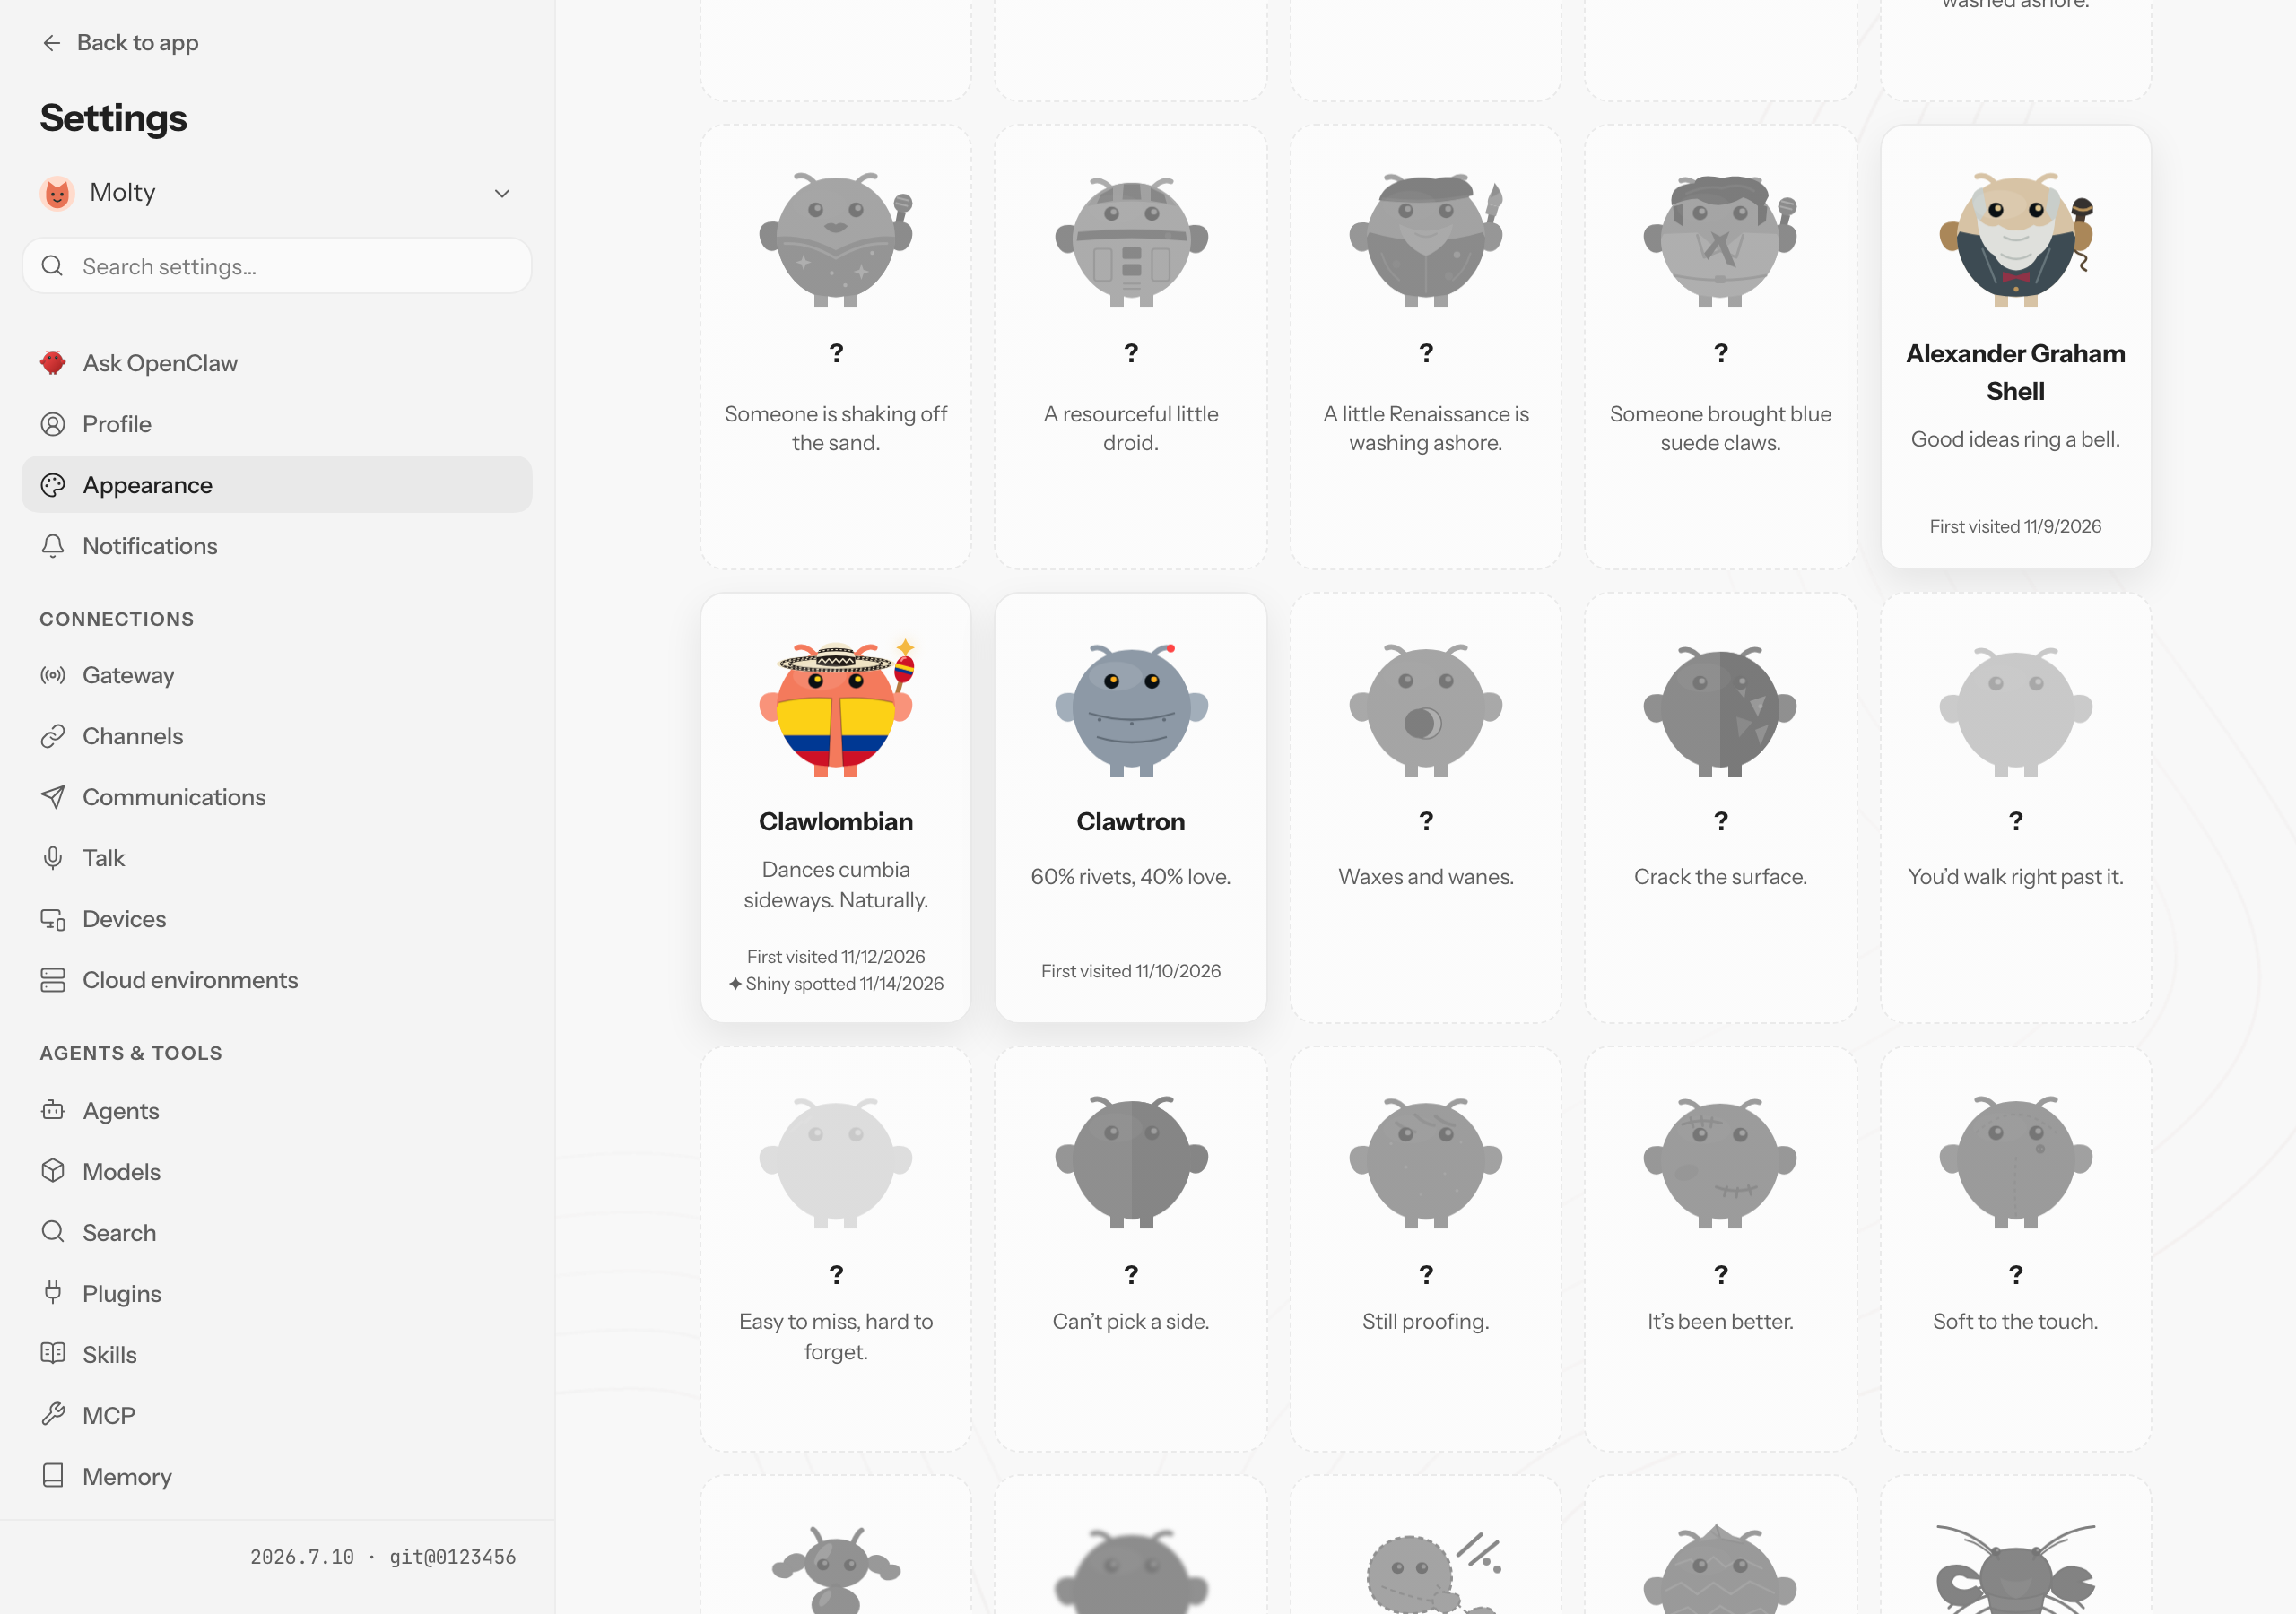 Back to app
Settings
Molty
Search settings...
Ask OpenClaw
Profile
Appearance
Notifications
CONNECTIONS
Gateway
Channels
Communications
Talk
Devices
Cloud environments
AGENTS & TOOLS
Agents
Models
Search
Plugins
Skills
MCP
Memory
2026.7.10 · git@0123456
washed ashore.
?
Someone is shaking off
the sand.
?
A resourceful little
droid.
?
A little Renaissance is
washing ashore.
?
Someone brought blue
suede claws.
Alexander Graham
Shell
Good ideas ring a bell.
First visited 11/9/2026
Clawlombian
Dances cumbia
sideways. Naturally.
First visited 11/12/2026
✦ Shiny spotted 11/14/2026
Clawtron
60% rivets, 40% love.
First visited 11/10/2026
?
Waxes and wanes.
?
Crack the surface.
?
You’d walk right past it.
?
Easy to miss, hard to
forget.
?
Can’t pick a side.
?
Still proofing.
?
It’s been better.
?
Soft to the touch.